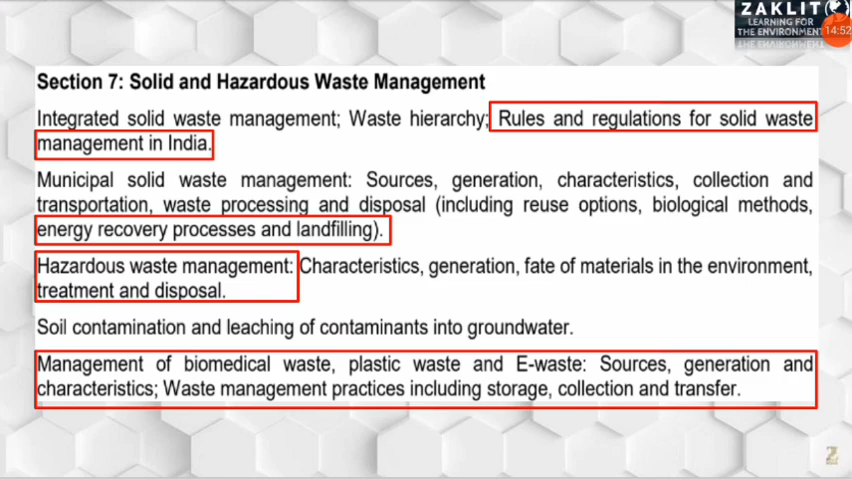 ZAKLIT
LEARNING FOR
THE ENVIRONMENT
14:52
Section 7: Solid and Hazardous Waste Management
Integrated solid waste management; Waste hierarchy; Rules and regulations for solid waste
management in India.
Municipal solid waste management: Sources, generation, characteristics, collection and
transportation, waste processing and disposal (including reuse options, biological methods,
energy recovery processes and landfilling).
Hazardous waste management: Characteristics, generation, fate of materials in the environment,
treatment and disposal.
Soil contamination and leaching of contaminants into groundwater.
Management of biomedical waste, plastic waste and E-waste: Sources, generation and
characteristics; Waste management practices including storage, collection and transfer.